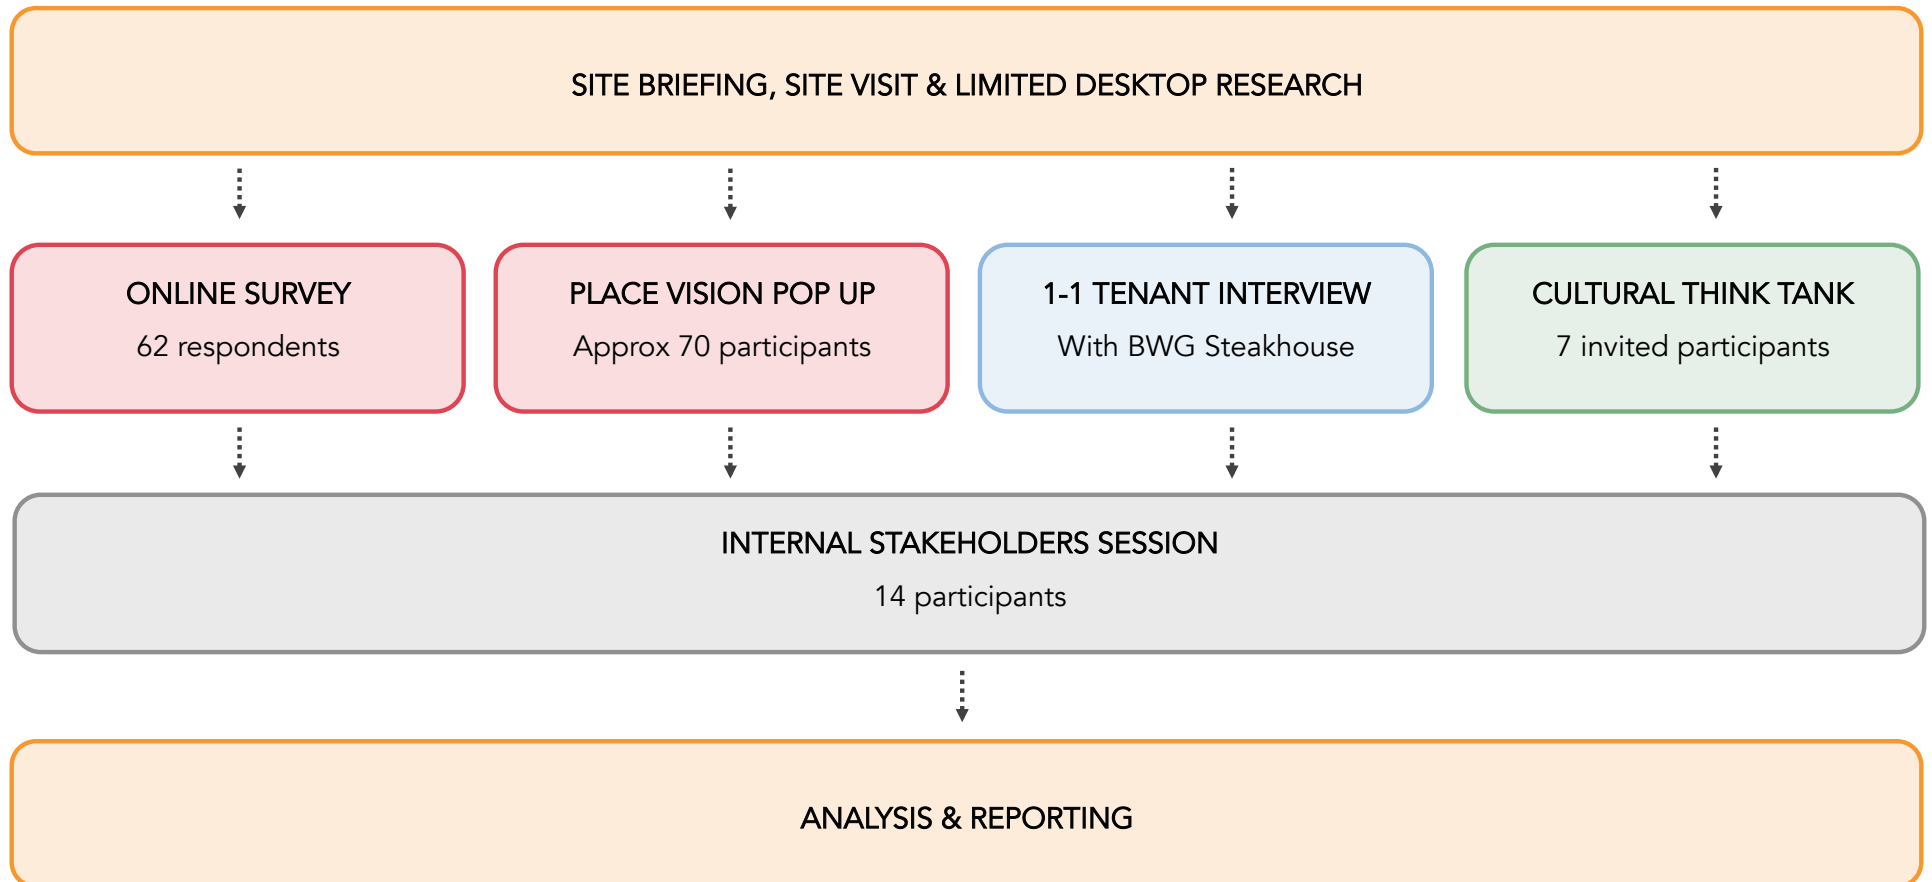 SITE BRIEFING, SITE VISIT & LIMITED DESKTOP RESEARCH
ONLINE SURVEY
62 respondents
PLACE VISION POP UP
Approx 70 participants
1-1 TENANT INTERVIEW
With BWG Steakhouse
CULTURAL THINK TANK
7 invited participants
INTERNAL STAKEHOLDERS SESSION
14 participants
ANALYSIS & REPORTING